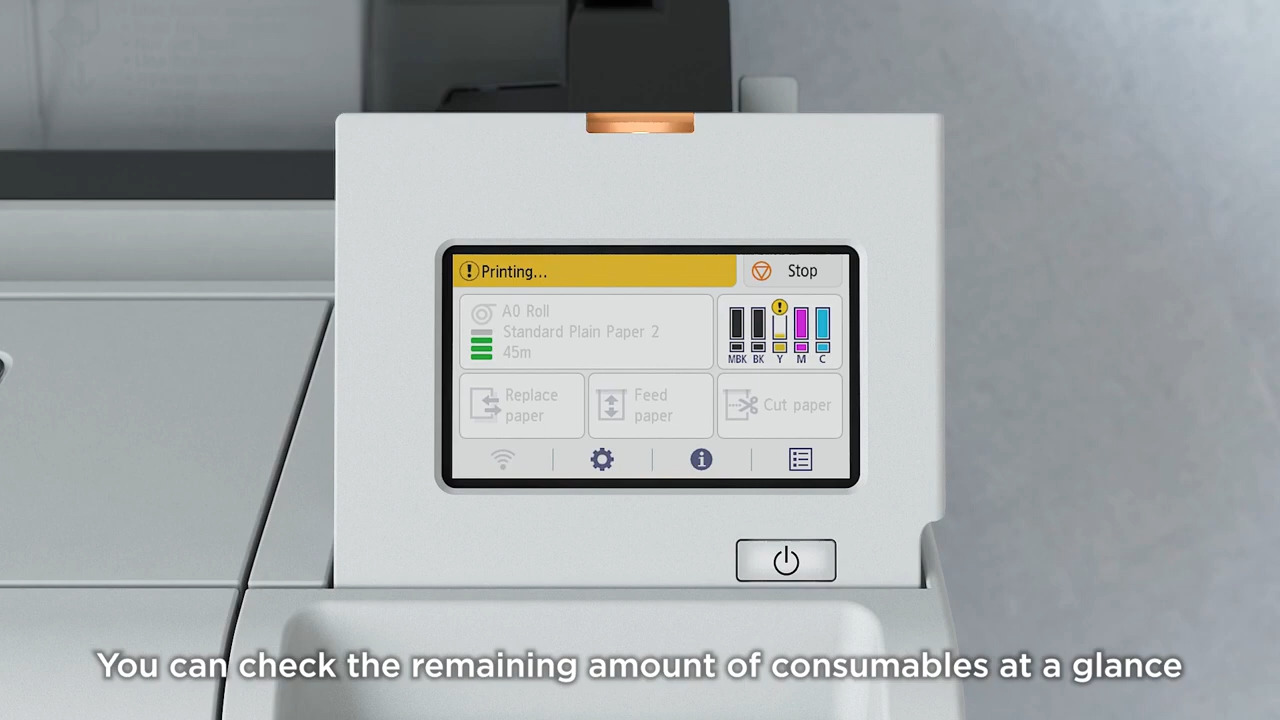 Printing...
Stop
A0 Roll
Standard Plain Paper 2
45m
MBK BK Y M C
Replace
paper
Feed
paper
Cut paper
You can check the remaining amount of consumables at a glance